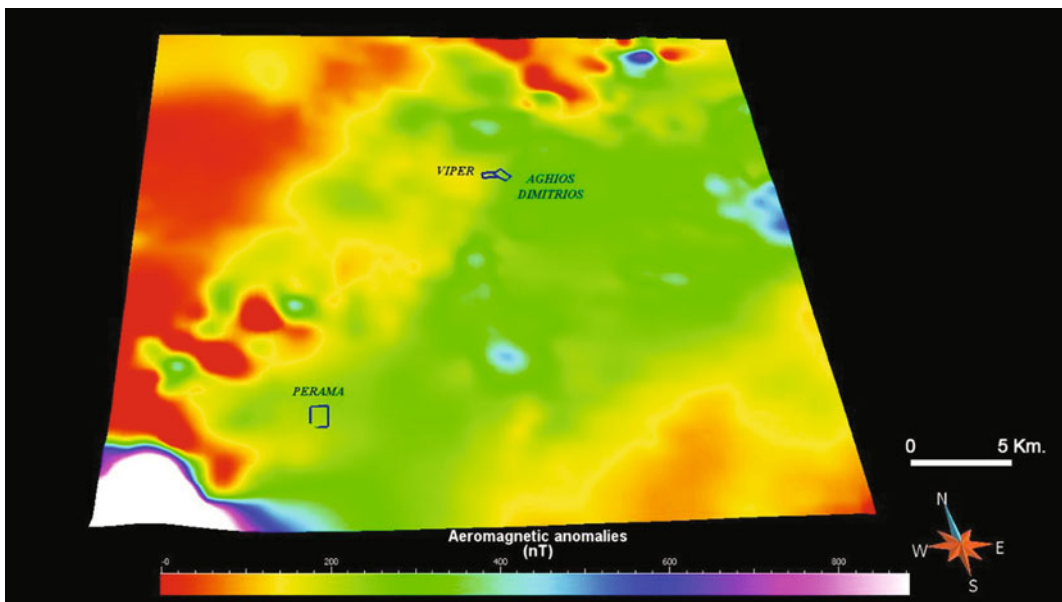 VIPER
AGHIOS
DIMITRIOS
PERAMA
0 5 Km.
N
W E
S
Aeromagnetic anomalies
(nT)
-0 200 400 600 800